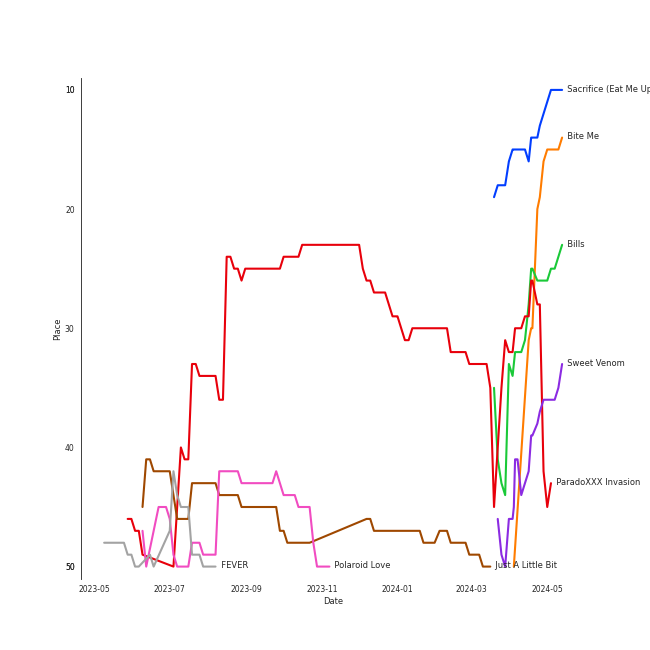 10
Sacrifice (Eat Me Up
Bite Me
20
Bills
30
Place
Sweet Venom
40
ParadoXXX Invasion
50
FEVER
Polaroid Love
Just A Little Bit
2023-05
2023-07
2023-09
2023-11
2024-01
2024-03
2024-05
Date